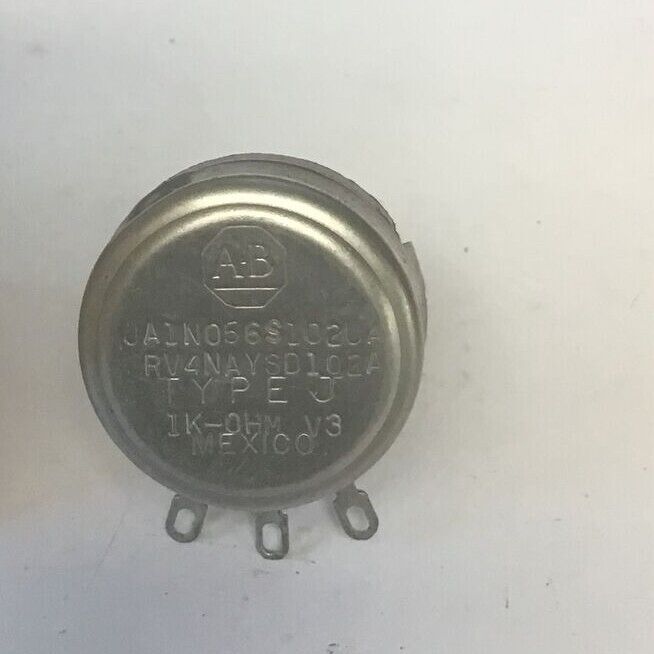 A-B
JA1N056S102UA
RV4NAYSD102A
TYPE J
1K-OHM V3
MEXICO